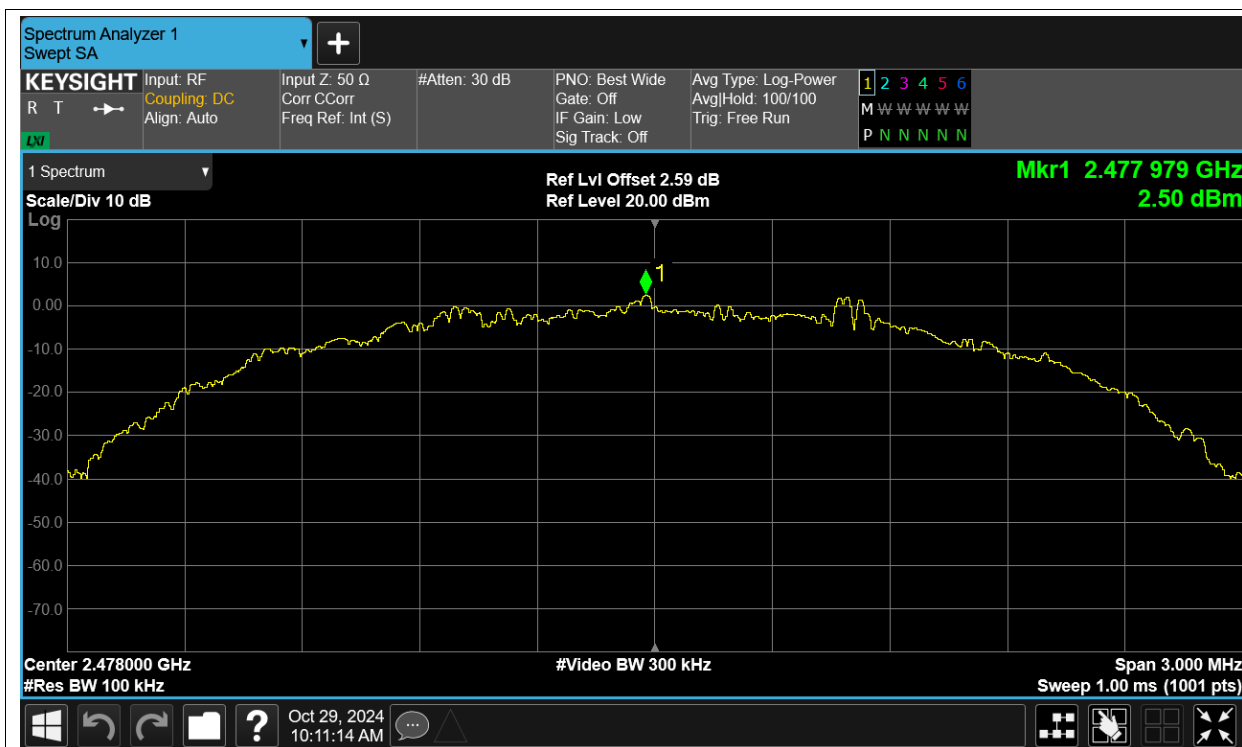 Spectrum Analyzer 1
Swept SA
KEYSIGHT
R T
LXI
Input: RF
Coupling: DC
Align: Auto
Input Z: 50 Ω
Corr CCorr
Freq Ref: Int (S)
#Atten: 30 dB
PNO: Best Wide
Gate: Off
IF Gain: Low
Sig Track: Off
Avg Type: Log-Power
Avg|Hold: 100/100
Trig: Free Run
1 2 3 4 5 6
M W W W W W W
P N N N N N
1 Spectrum
Scale/Div 10 dB
Log
Ref Lvl Offset 2.59 dB
Ref Level 20.00 dBm
Mkr1 2.477 979 GHz
2.50 dBm
1
10.0
0.00
-10.0
-20.0
-30.0
-40.0
-50.0
-60.0
-70.0
Center 2.478000 GHz
#Res BW 100 kHz
#Video BW 300 kHz
Span 3.000 MHz
Sweep 1.00 ms (1001 pts)
?
Oct 29, 2024
10:11:14 AM